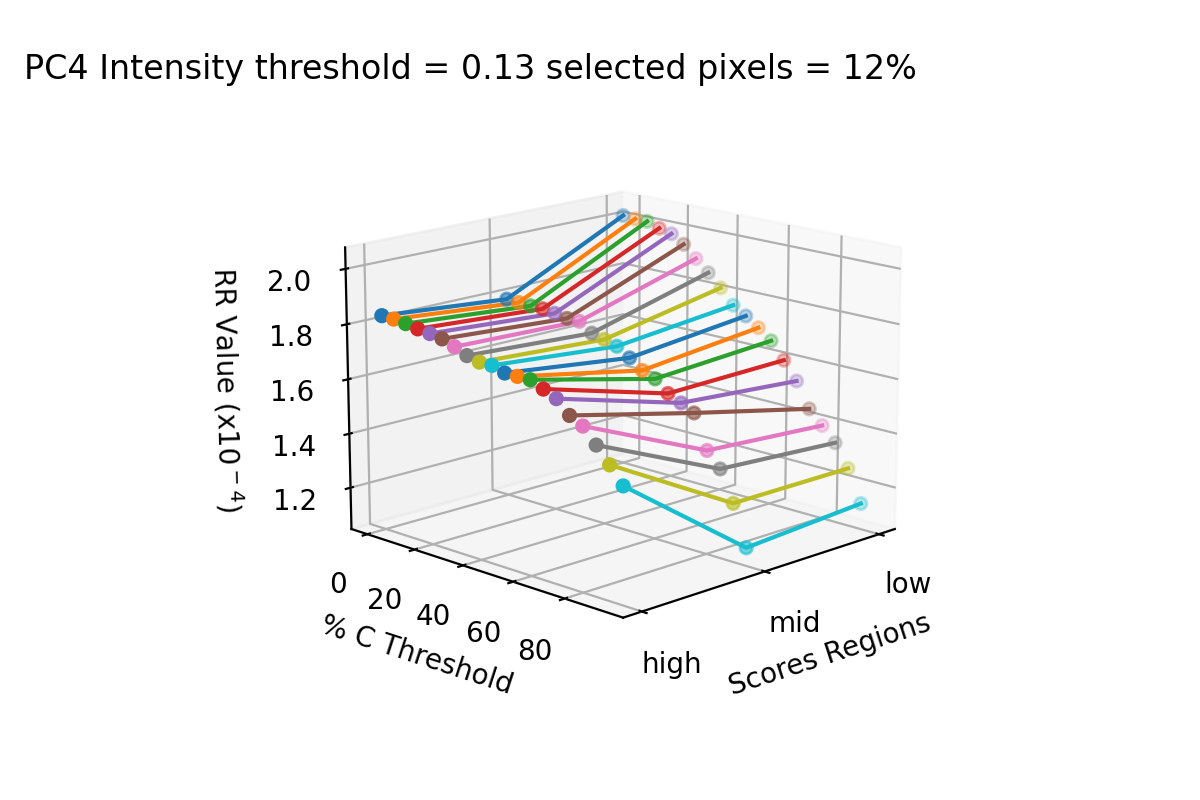 PC4 Intensity threshold = 0.13 selected pixels = 12%
RR Value (x10⁻⁴)
2.0
1.8
1.6
1.4
1.2
0
20
40
60
80
% C Threshold
high
mid
low
Scores Regions